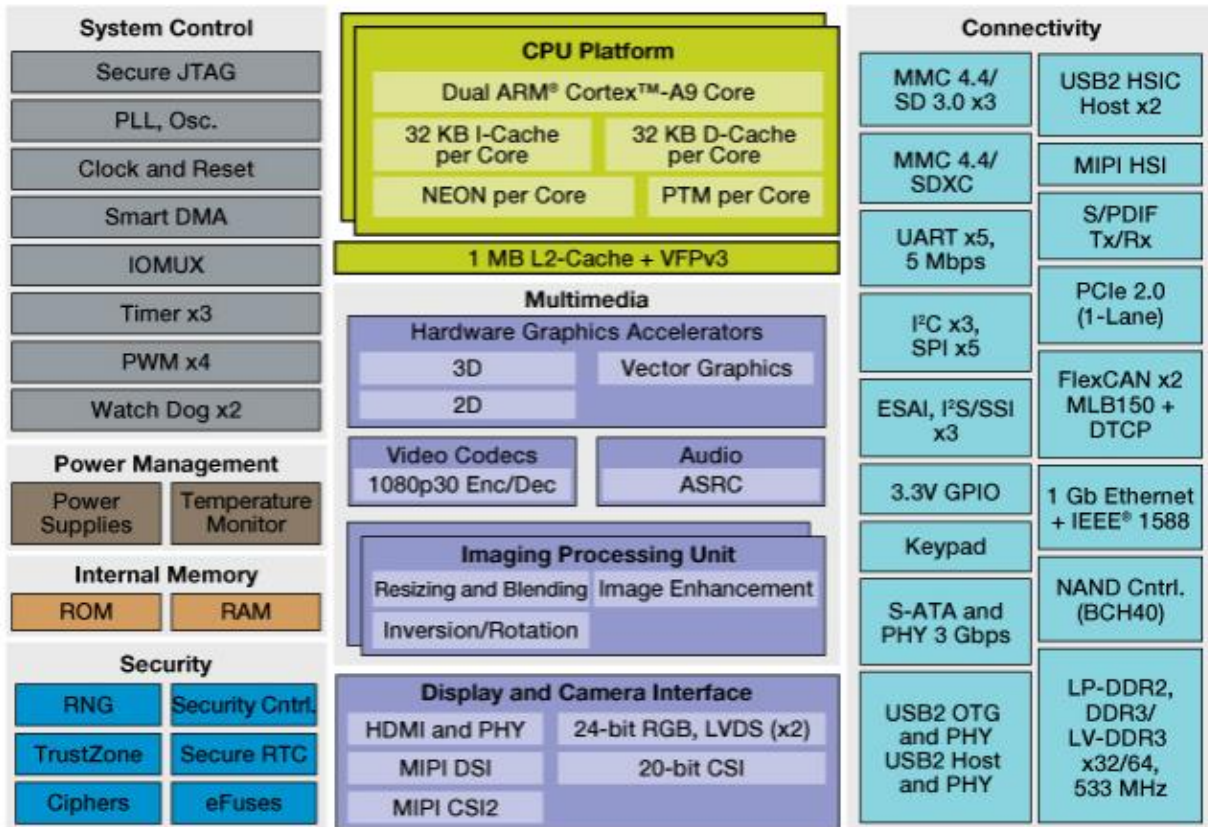 System Control
Secure JTAG
PLL, Osc.
Clock and Reset
Smart DMA
IOMUX
Timer x3
PWM x4
Watch Dog x2
Power Management
Power
Supplies
Temperature
Monitor
Internal Memory
ROM
RAM
Security
RNG
Security Cntrl.
TrustZone
Secure RTC
Ciphers
eFuses
CPU Platform
Dual ARM® Cortex™-A9 Core
32 KB I-Cache
per Core
32 KB D-Cache
per Core
NEON per Core
PTM per Core
1 MB L2-Cache + VFPv3
Multimedia
Hardware Graphics Accelerators
3D
Vector Graphics
2D
Video Codecs
1080p30 Enc/Dec
Audio
ASRC
Imaging Processing Unit
Resizing and Blending
Image Enhancement
Inversion/Rotation
Display and Camera Interface
HDMI and PHY
24-bit RGB, LVDS (x2)
MIPI DSI
20-bit CSI
MIPI CSI2
Connectivity
MMC 4.4/
SD 3.0 x3
MMC 4.4/
SDXC
UART x5,
5 Mbps
I²C x3,
SPI x5
ESAI, I²S/SSI
x3
3.3V GPIO
Keypad
S-ATA and
PHY 3 Gbps
USB2 OTG
and PHY
USB2 Host
and PHY
USB2 HSIC
Host x2
MIPI HSI
S/PDIF
Tx/Rx
PCIe 2.0
(1-Lane)
FlexCAN x2
MLB150 +
DTCP
1 Gb Ethernet
+ IEEE® 1588
NAND Cntrl.
(BCH40)
LP-DDR2,
DDR3/
LV-DDR3
x32/64,
533 MHz